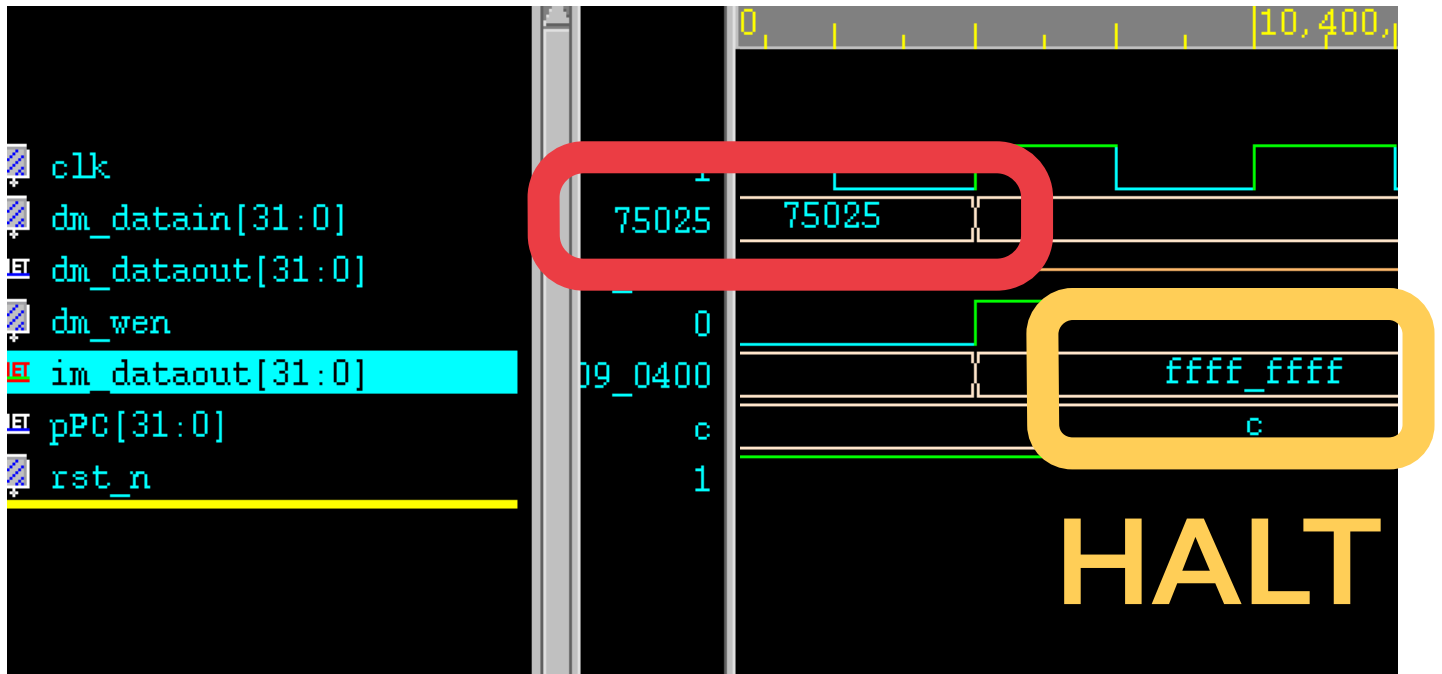 0 10,400,
clk 1
dm_datain[31:0] 75025 75025
dm_dataout[31:0]
dm_wen 0
im_dataout[31:0] 09_0400 ffff_ffff
pPC[31:0] c c
rst_n 1
HALT